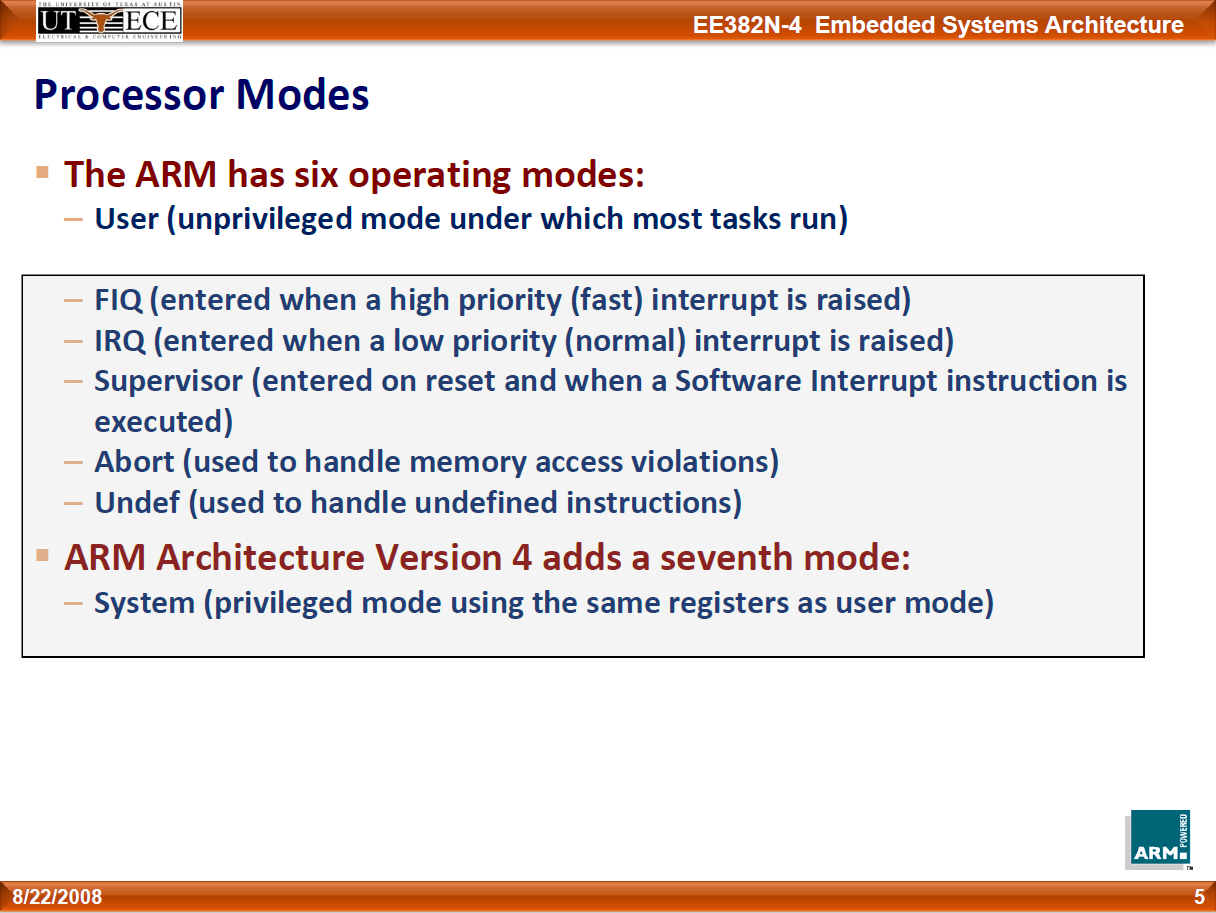 THE UNIVERSITY OF TEXAS AT AUSTIN
UT ECE
ELECTRICAL & COMPUTER ENGINEERING
EE382N-4 Embedded Systems Architecture
Processor Modes
The ARM has six operating modes:
– User (unprivileged mode under which most tasks run)
– FIQ (entered when a high priority (fast) interrupt is raised)
– IRQ (entered when a low priority (normal) interrupt is raised)
– Supervisor (entered on reset and when a Software Interrupt instruction is
executed)
– Abort (used to handle memory access violations)
– Undef (used to handle undefined instructions)
ARM Architecture Version 4 adds a seventh mode:
– System (privileged mode using the same registers as user mode)
ARM POWERED
TM
8/22/2008
5